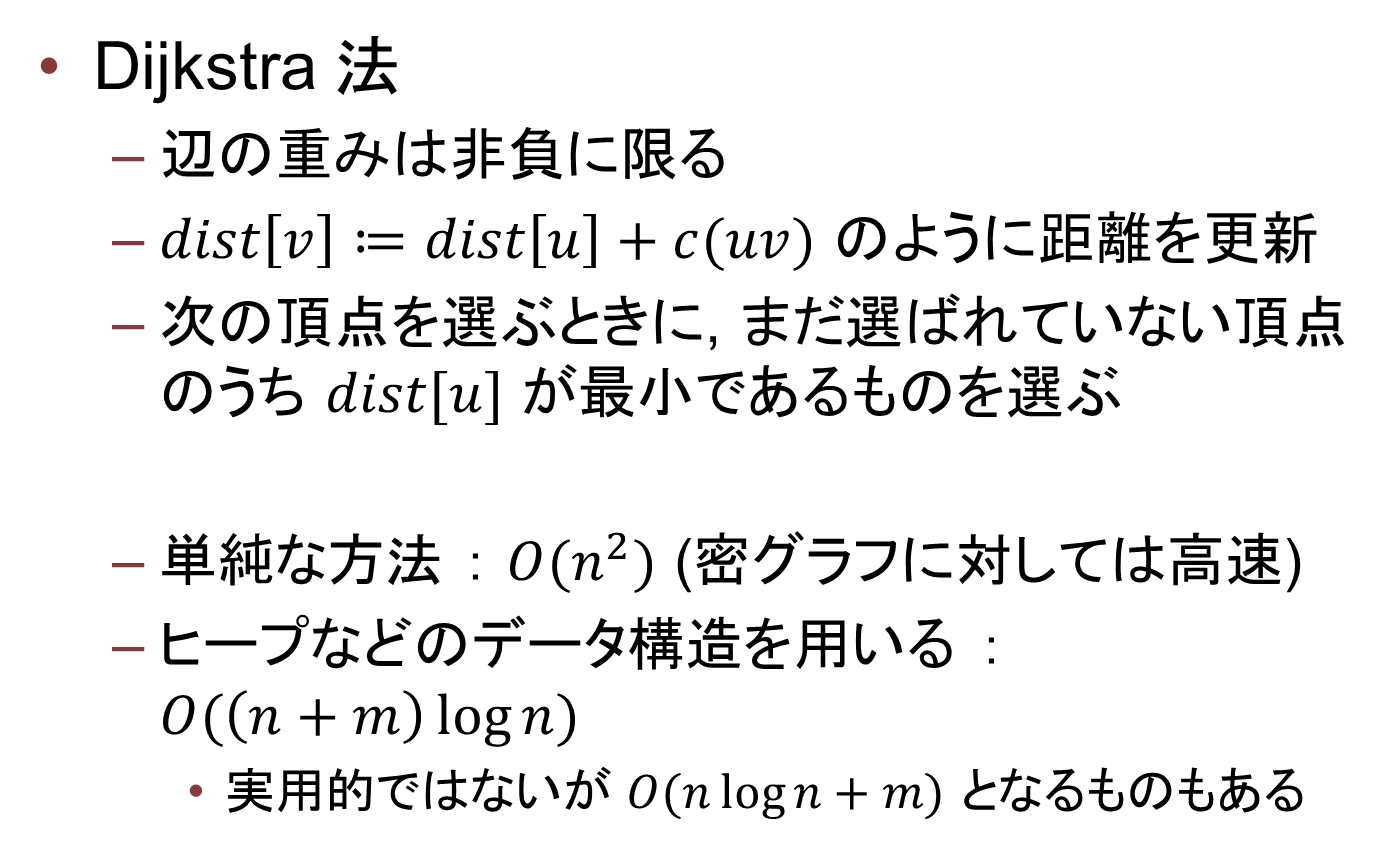 • Dijkstra 法
– 辺の重みは非負に限る
– dist[v] ≔ dist[u] + c(uv) のように距離を更新
– 次の頂点を選ぶときに, まだ選ばれていない頂点
のうち dist[u] が最小であるものを選ぶ
– 単純な方法 : O(n²) (密グラフに対しては高速)
– ヒープなどのデータ構造を用いる :
O((n + m) log n)
• 実用的ではないが O(n log n + m) となるものもある